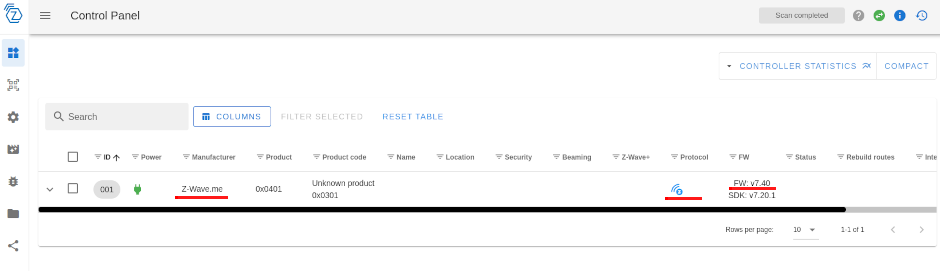 Control Panel
Scan completed
CONTROLLER STATISTICS
COMPACT
Search
COLUMNS
FILTER SELECTED
RESET TABLE
ID Power Manufacturer Product Product code Name Location Security Beaming Z-Wave+ Protocol FW Status Rebuild routes Inte
001 Z-Wave.me 0x0401 Unknown product FW: v7.40
0x0301 SDK: v7.20.1
Rows per page: 10 1-1 of 1